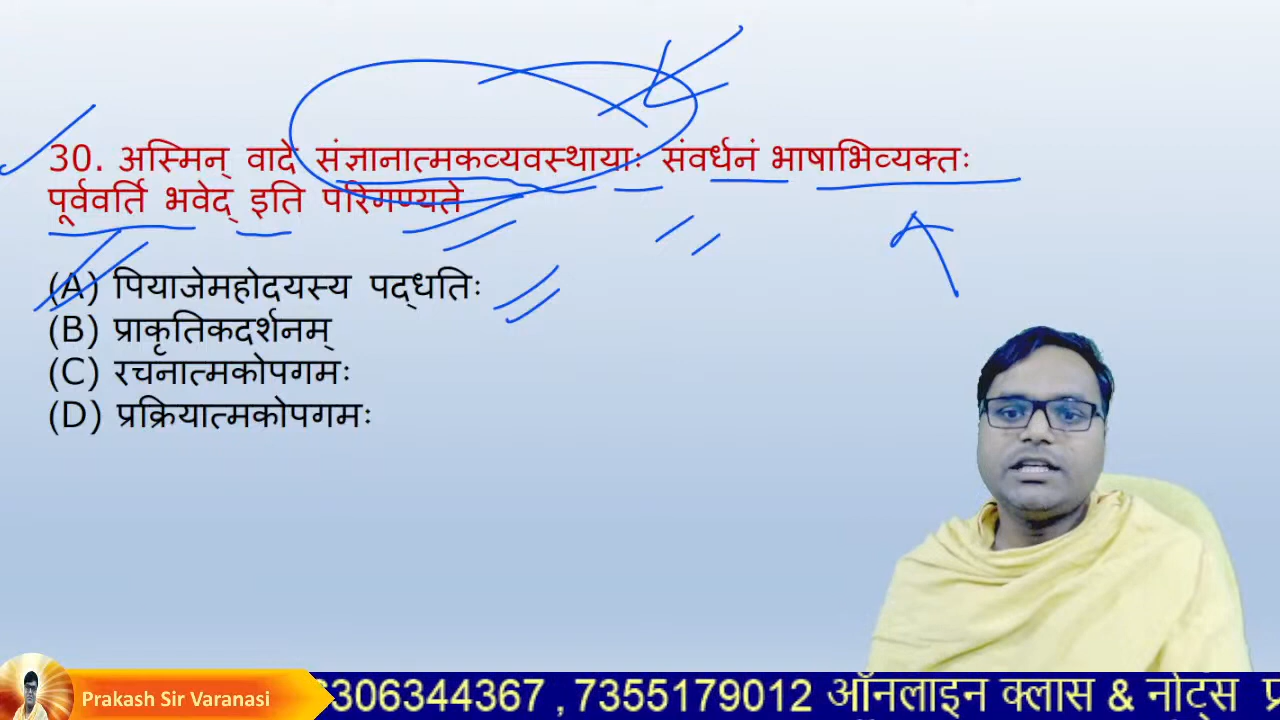 30. अस्मिन् वादे संज्ञानात्मकव्यवस्थायाः संवर्धनं भाषाभिव्यक्तः
पूर्ववर्ति भवेद् इति परिगण्यते
(A) पियाजेमहोदयस्य पद्धतिः
(B) प्राकृतिकदर्शनम्
(C) रचनात्मकोपगमः
(D) प्रक्रियात्मकोपगमः
Prakash Sir Varanasi
6306344367 , 7355179012 ऑनलाइन क्लास & नोट्स